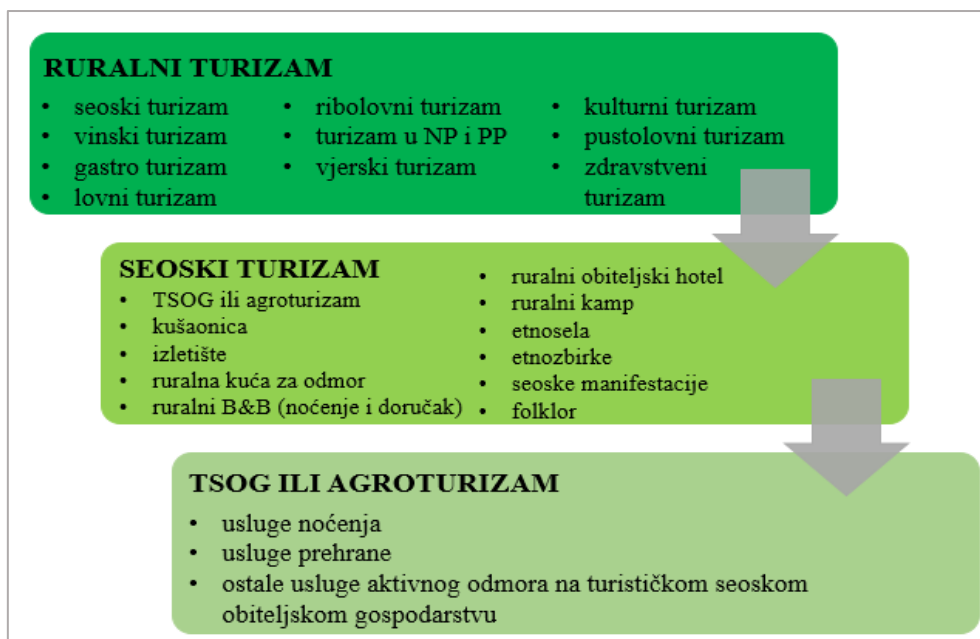 RURALNI TURIZAM
• seoski turizam
• vinski turizam
• gastro turizam
• lovni turizam
• ribolovni turizam
• turizam u NP i PP
• vjerski turizam
• kulturni turizam
• pustolovni turizam
• zdravstveni
turizam
SEOSKI TURIZAM
• TSOG ili agroturizam
• kušaonica
• izletište
• ruralna kuća za odmor
• ruralni B&B (noćenje i doručak)
• ruralni obiteljski hotel
• ruralni kamp
• etnosela
• etnozbirke
• seoske manifestacije
• folklor
TSOG ILI AGROTURIZAM
• usluge noćenja
• usluge prehrane
• ostale usluge aktivnog odmora na turističkom seoskom
obiteljskom gospodarstvu